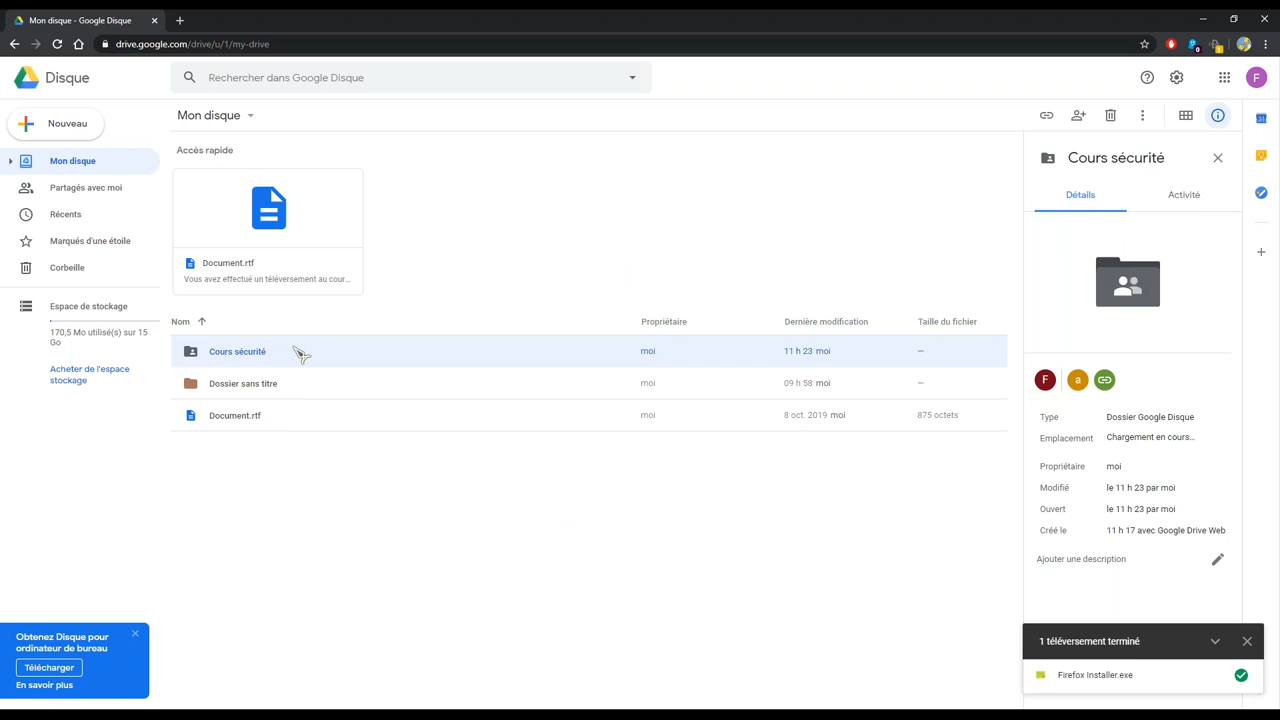 Mon disque - Google Disque
drive.google.com/drive/u/1/my-drive
Disque
Rechercher dans Google Disque
F
Nouveau
Mon disque
Partagés avec moi
Récents
Marqués d'une étoile
Corbeille
Espace de stockage
170,5 Mo utilisé(s) sur 15
Go
Acheter de l'espace
stockage
Obtenez Disque pour
ordinateur de bureau
Télécharger
En savoir plus
Mon disque
Accès rapide
Document.rtf
Vous avez effectué un téléversement au cour...
Nom Propriétaire Dernière modification Taille du fichier
Cours sécurité moi 11 h 23 moi —
Dossier sans titre moi 09 h 58 moi —
Document.rtf moi 8 oct. 2019 moi 875 octets
Cours sécurité
Détails Activité
F a
Type Dossier Google Disque
Emplacement Chargement en cours...
Propriétaire moi
Modifié le 11 h 23 par moi
Ouvert le 11 h 23 par moi
Créé le 11 h 17 avec Google Drive Web
Ajouter une description
1 téléversement terminé
Firefox Installer.exe